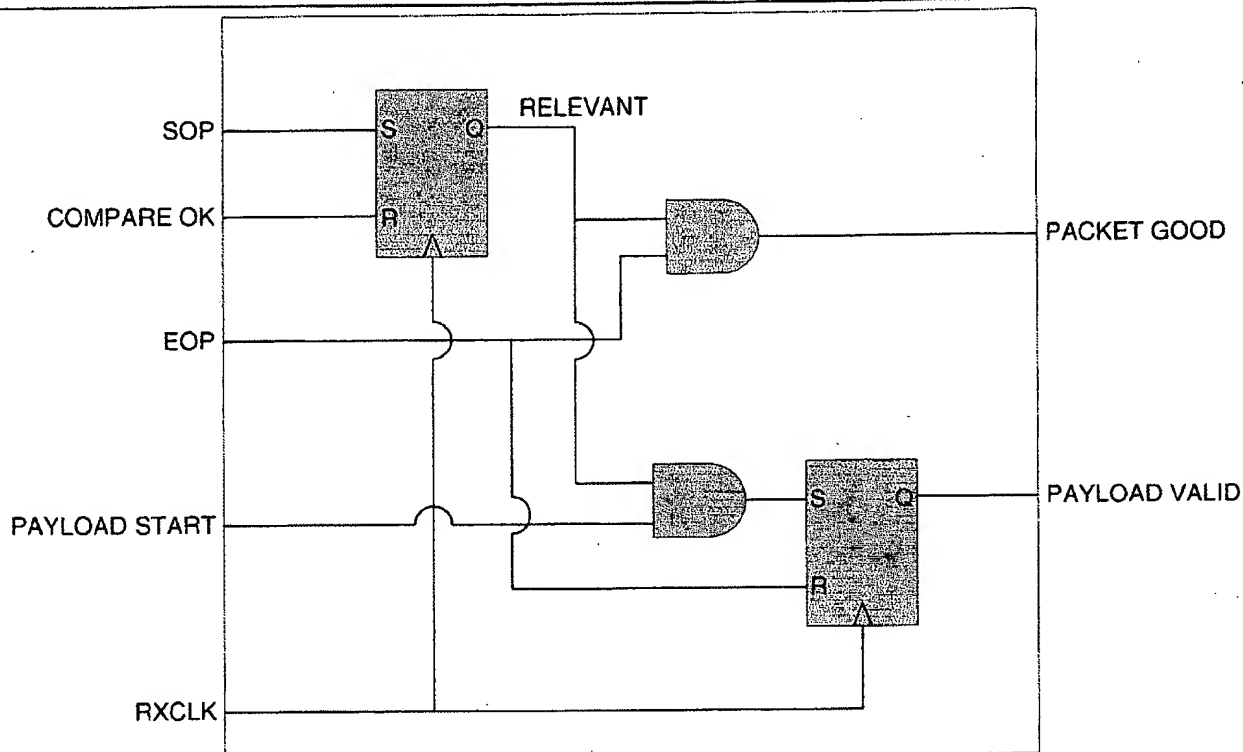 RELEVANT
SOP
S Q
COMPARE OK
R
PACKET GOOD
EOP
PAYLOAD VALID
S Q
PAYLOAD START
R
RXCLK